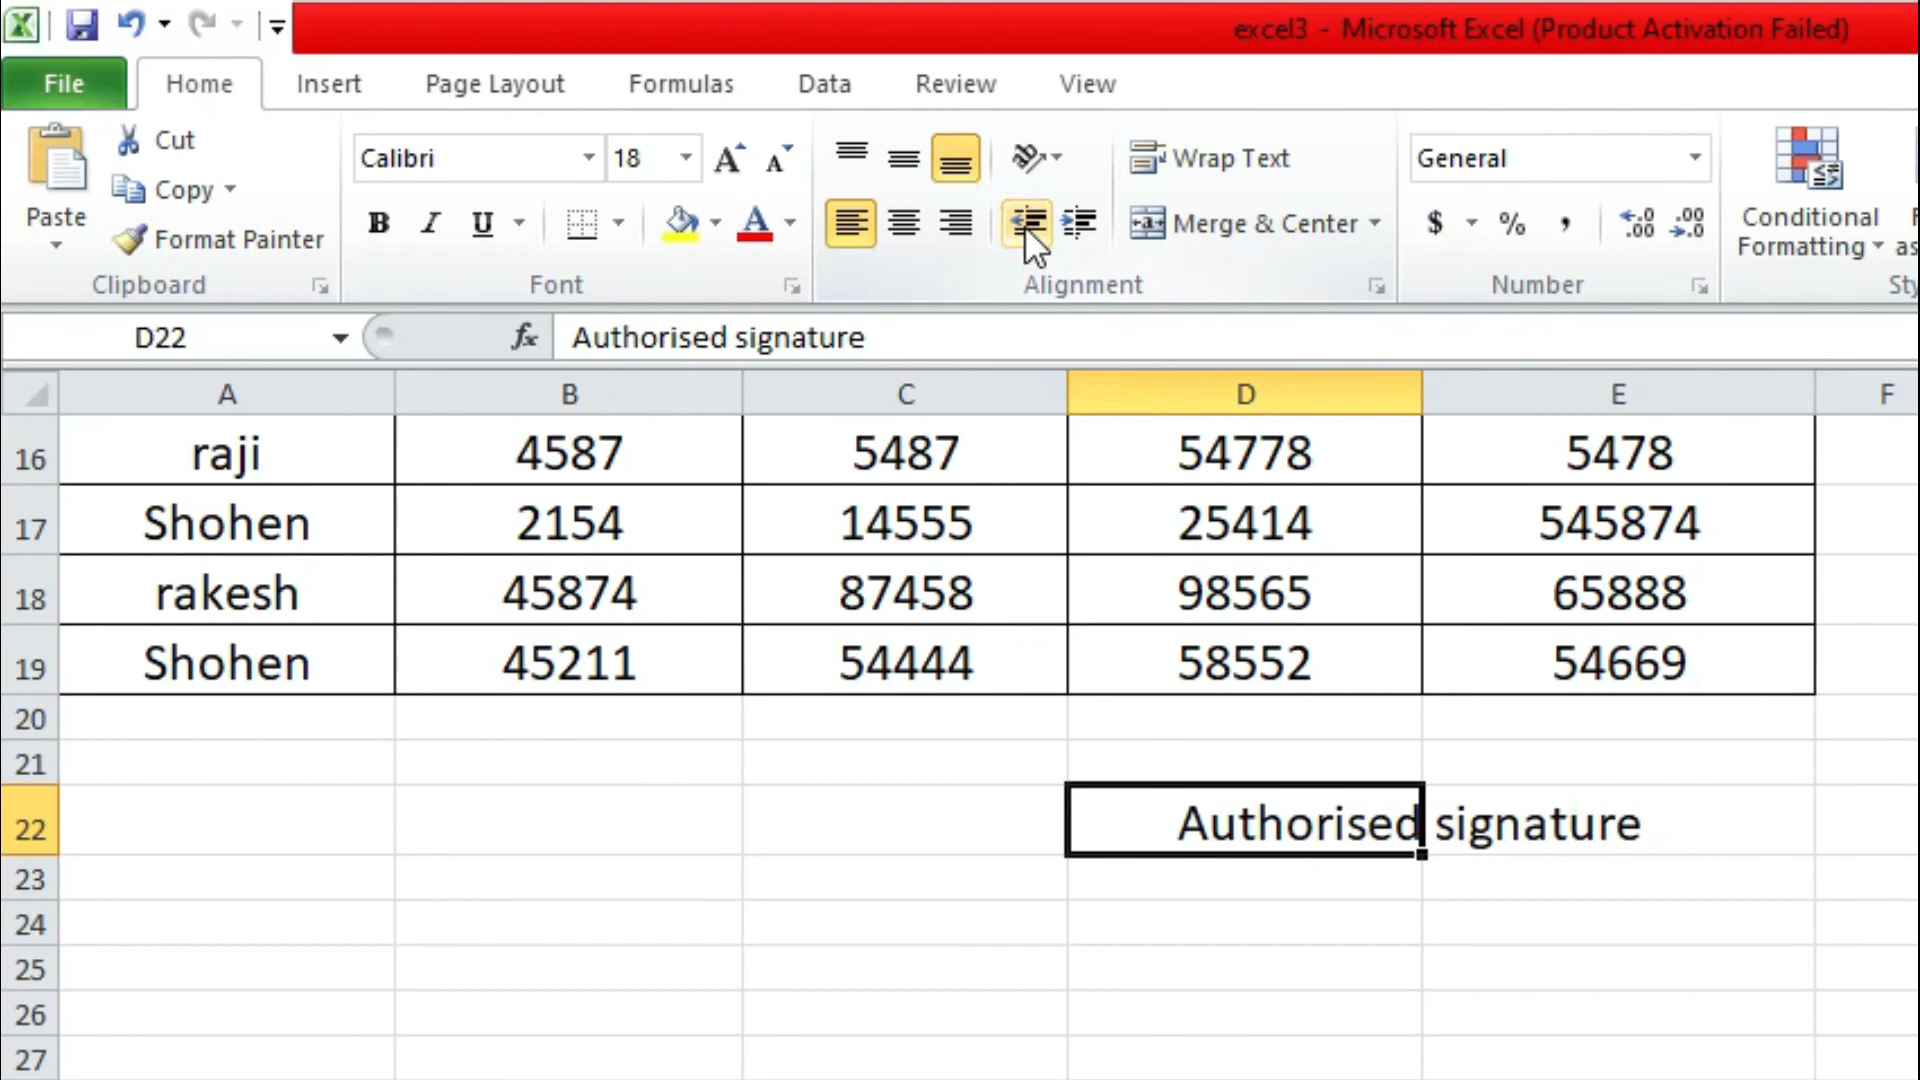 excel3 - Microsoft Excel (Product Activation Failed)
File Home Insert Page Layout Formulas Data Review View
Paste
Cut
Copy
Format Painter
Clipboard
Calibri 18
B I U A
Font
Wrap Text
Merge & Center
Alignment
General
$ % ,
Number
Conditional
Formatting
D22 fx Authorised signature
A B C D E F
16 raji 4587 5487 54778 5478
17 Shohen 2154 14555 25414 545874
18 rakesh 45874 87458 98565 65888
19 Shohen 45211 54444 58552 54669
20
21
22 Authorised signature
23
24
25
26
27